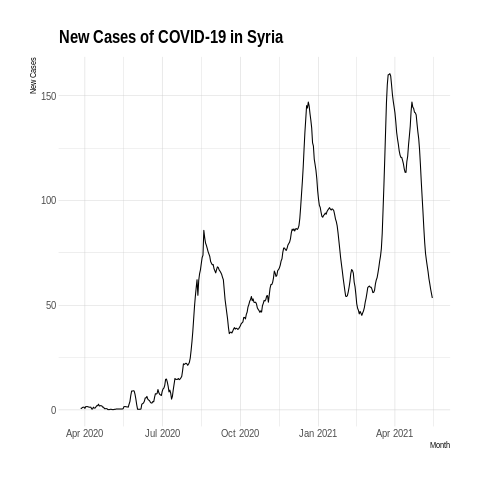 New Cases of COVID-19 in Syria
New Cases
150
100
50
0
Apr 2020 Jul 2020 Oct 2020 Jan 2021 Apr 2021
Month